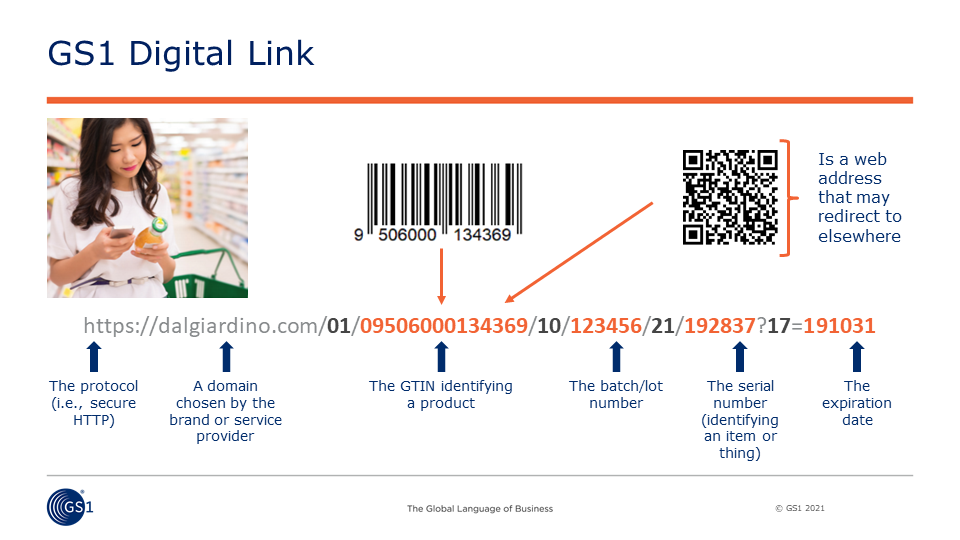 GS1 Digital Link
9 506000 134369
Is a web
address
that may
redirect to
elsewhere
https://dalgiardino.com/01/09506000134369/10/123456/21/192837?17=191031
The protocol
(i.e., secure
HTTP)
A domain
chosen by the
brand or service
provider
The GTIN identifying
a product
The batch/lot
number
The serial
number
(identifying
an item or
thing)
The
expiration
date
GS1
®
The Global Language of Business
© GS1 2021